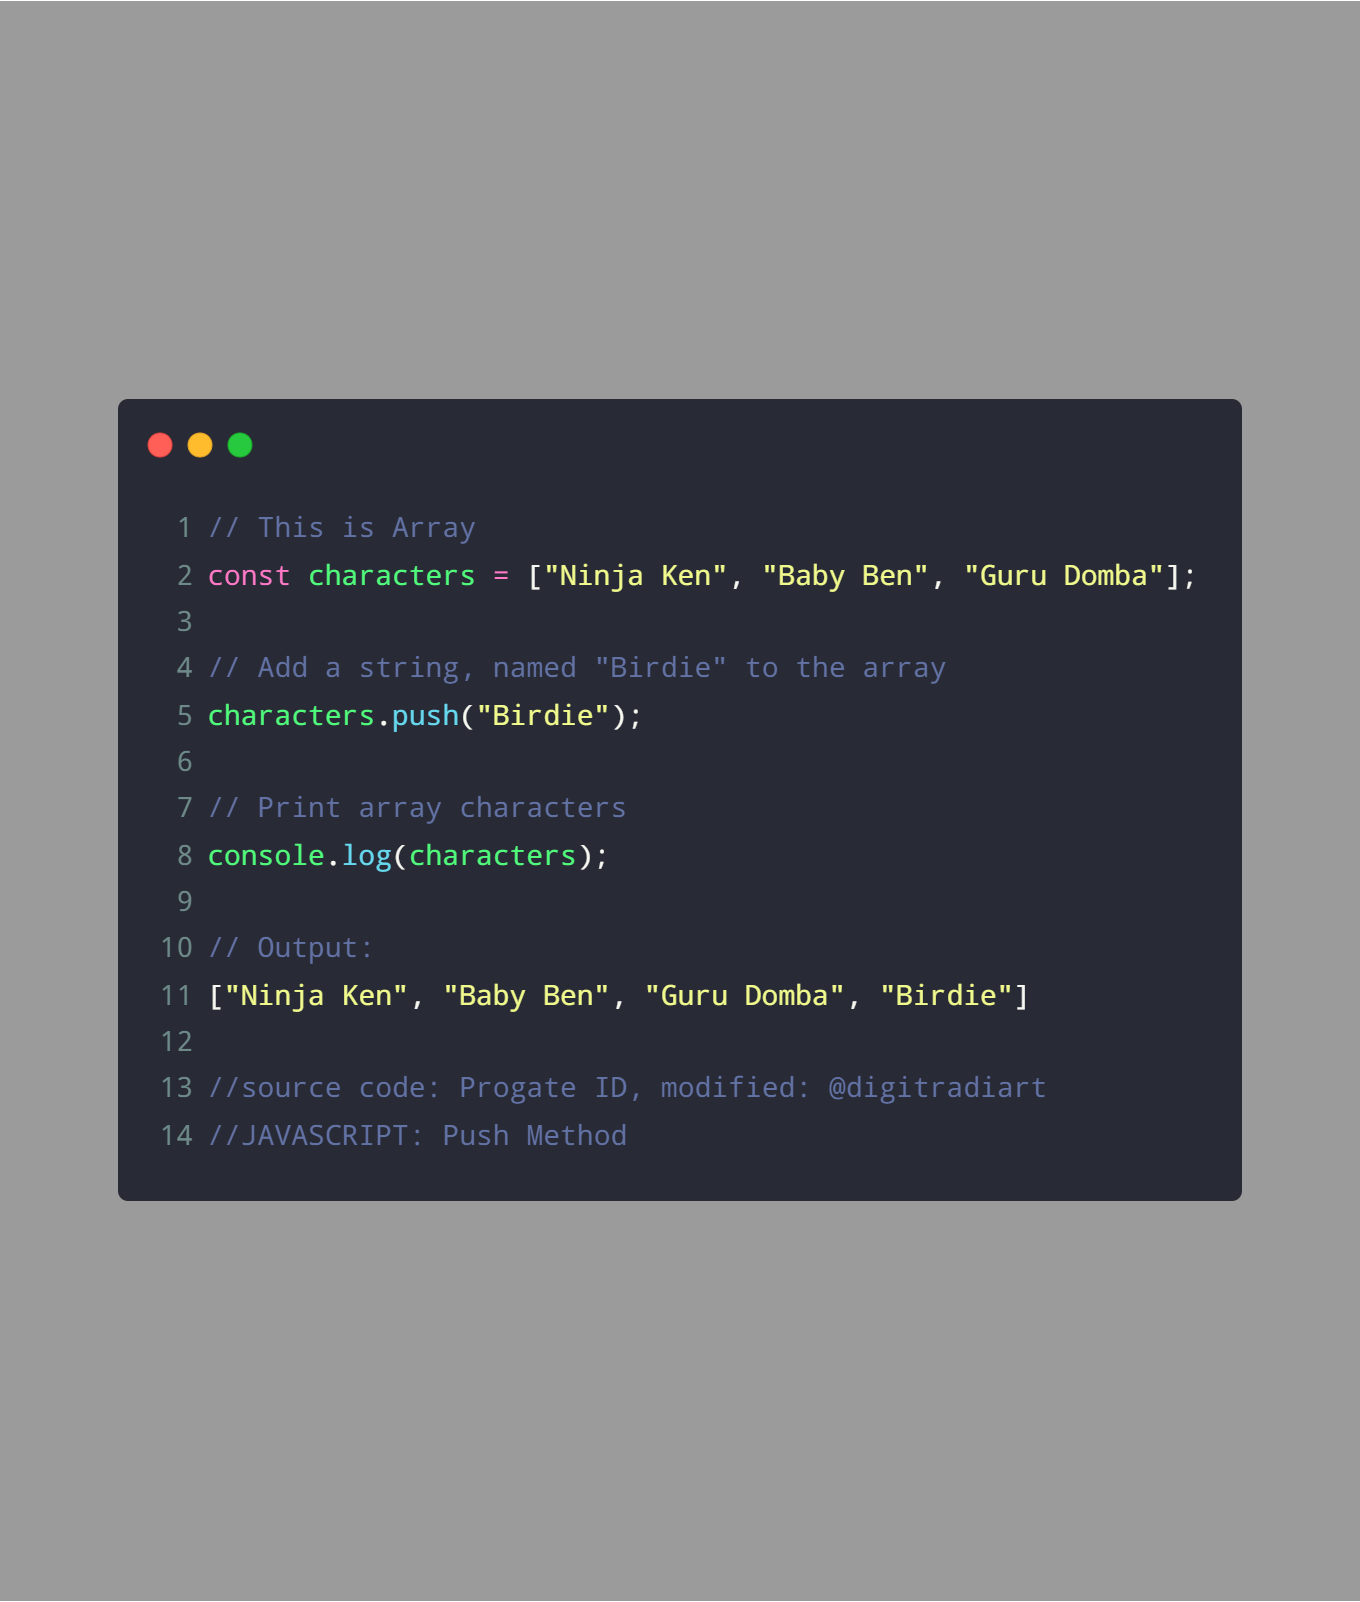 1 // This is Array
2 const characters = ["Ninja Ken", "Baby Ben", "Guru Domba"];
3
4 // Add a string, named "Birdie" to the array
5 characters.push("Birdie");
6
7 // Print array characters
8 console.log(characters);
9
10 // Output:
11 ["Ninja Ken", "Baby Ben", "Guru Domba", "Birdie"]
12
13 //source code: Progate ID, modified: @digitradiart
14 //JAVASCRIPT: Push Method